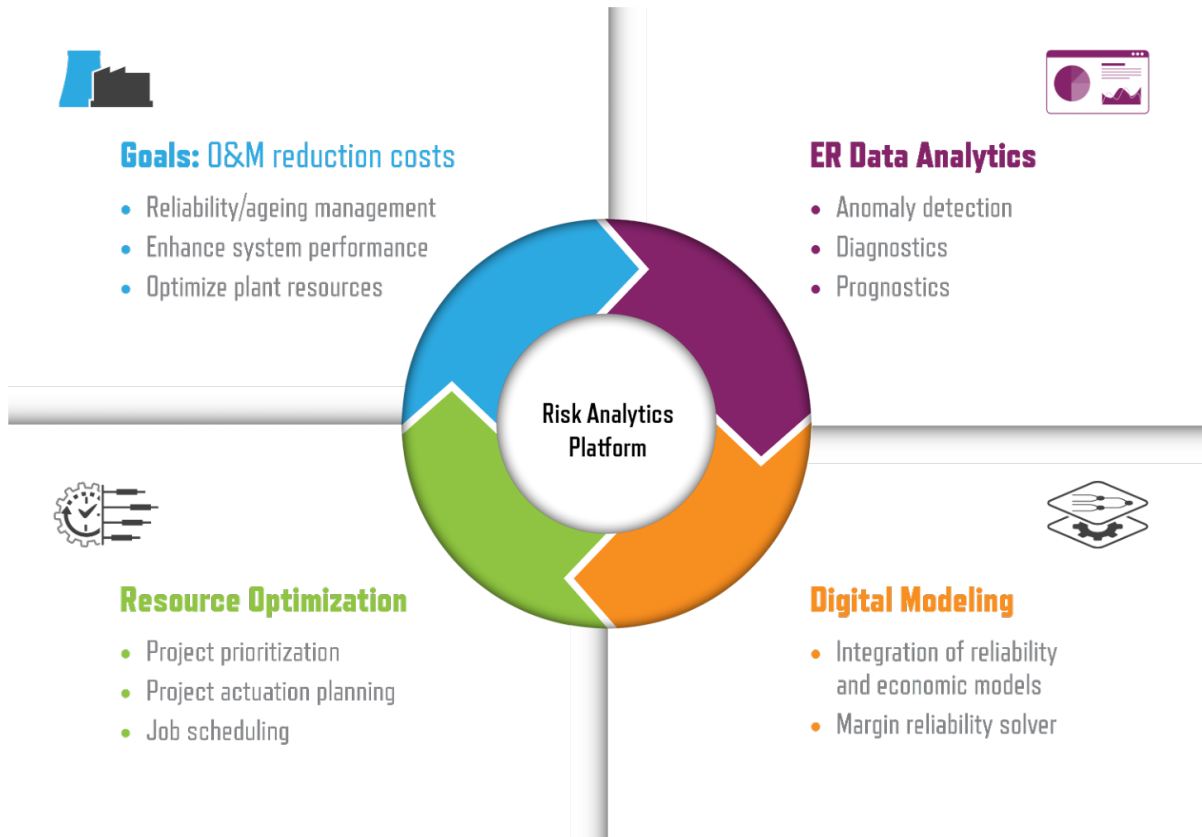 Goals: O&M reduction costs
• Reliability/ageing management
• Enhance system performance
• Optimize plant resources
ER Data Analytics
• Anomaly detection
• Diagnostics
• Prognostics
Risk Analytics
Platform
Resource Optimization
• Project prioritization
• Project actuation planning
• Job scheduling
Digital Modeling
• Integration of reliability
and economic models
• Margin reliability solver